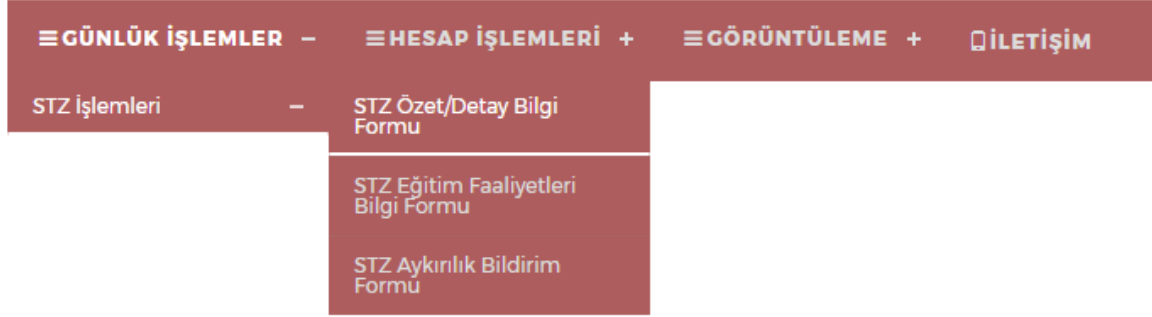 GÜNLÜK İŞLEMLER – HESAP İŞLEMLERİ + GÖRÜNTÜLEME + İLETİŞİM
STZ İşlemleri –
STZ Özet/Detay Bilgi
Formu
STZ Eğitim Faaliyetleri
Bilgi Formu
STZ Aykırılık Bildirim
Formu